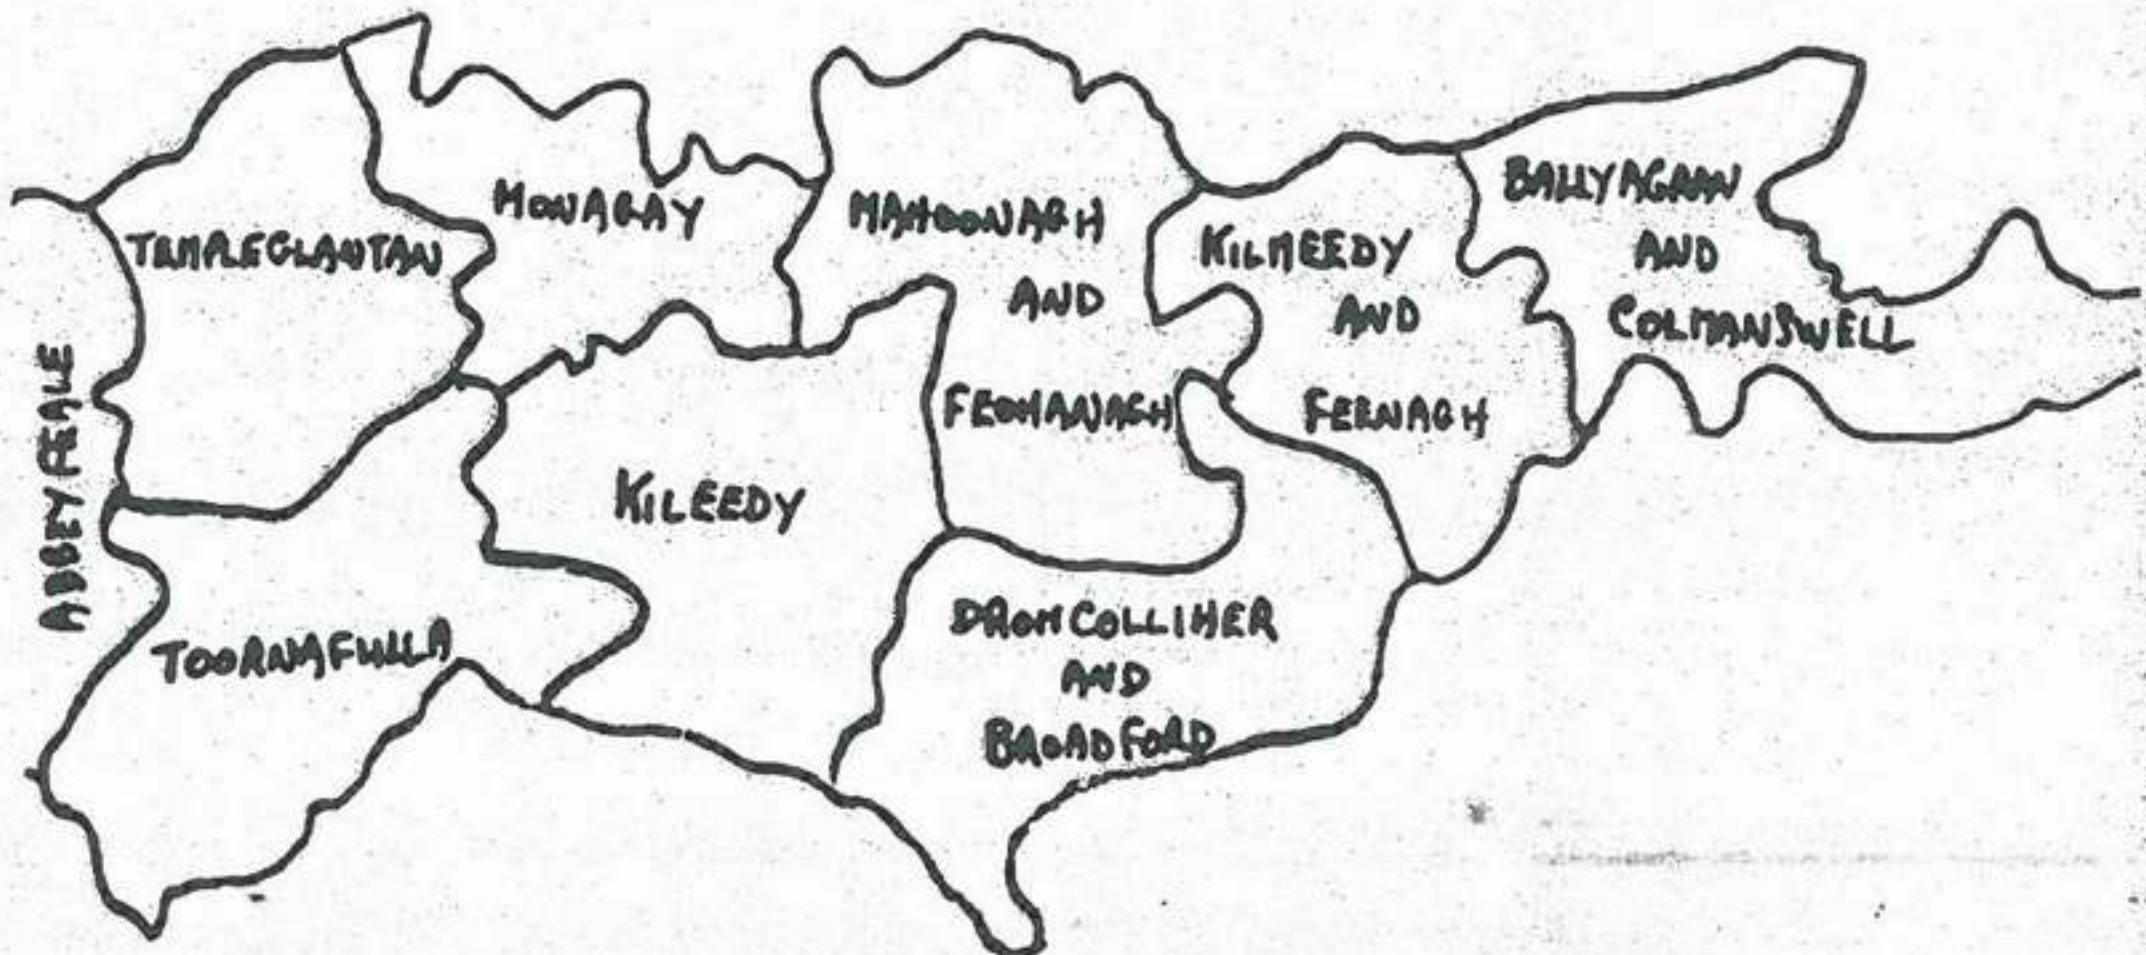 TEMPLEGLANTAN
MONAGAY
MAHOONAGH
AND
FEOHANAGH
KILMEEDY
AND
FEENAGH
BALLYAGRAN
AND
COLMANSWELL
ABBEYFEALE
KILEEDY
TOORNAFULLA
DROMCOLLIHER
AND
BROADFORD